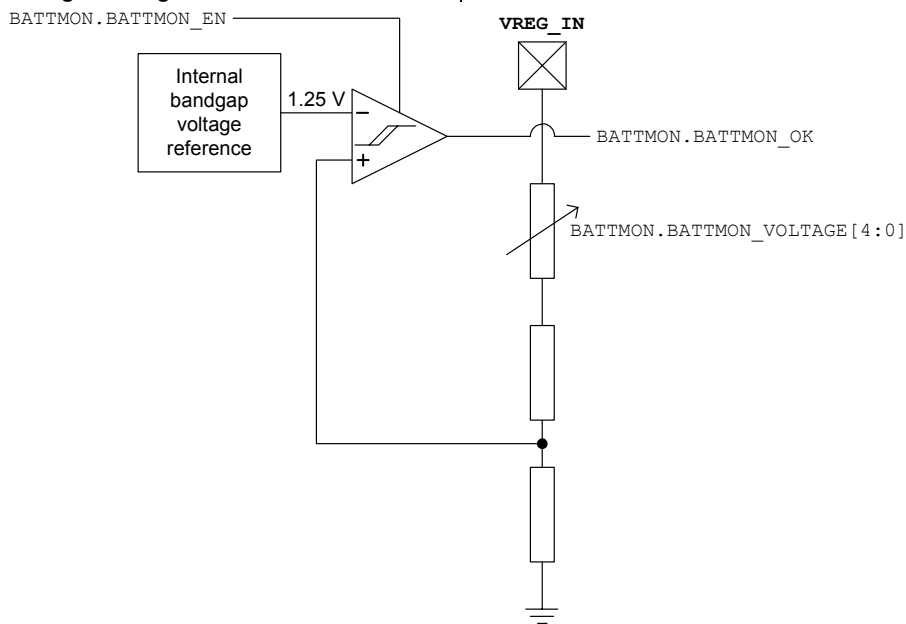 BATTMON.BATTMON_EN
VREG_IN
Internal
bandgap
voltage
reference
1.25 V
−
+
BATTMON.BATTMON_OK
BATTMON.BATTMON_VOLTAGE[4:0]